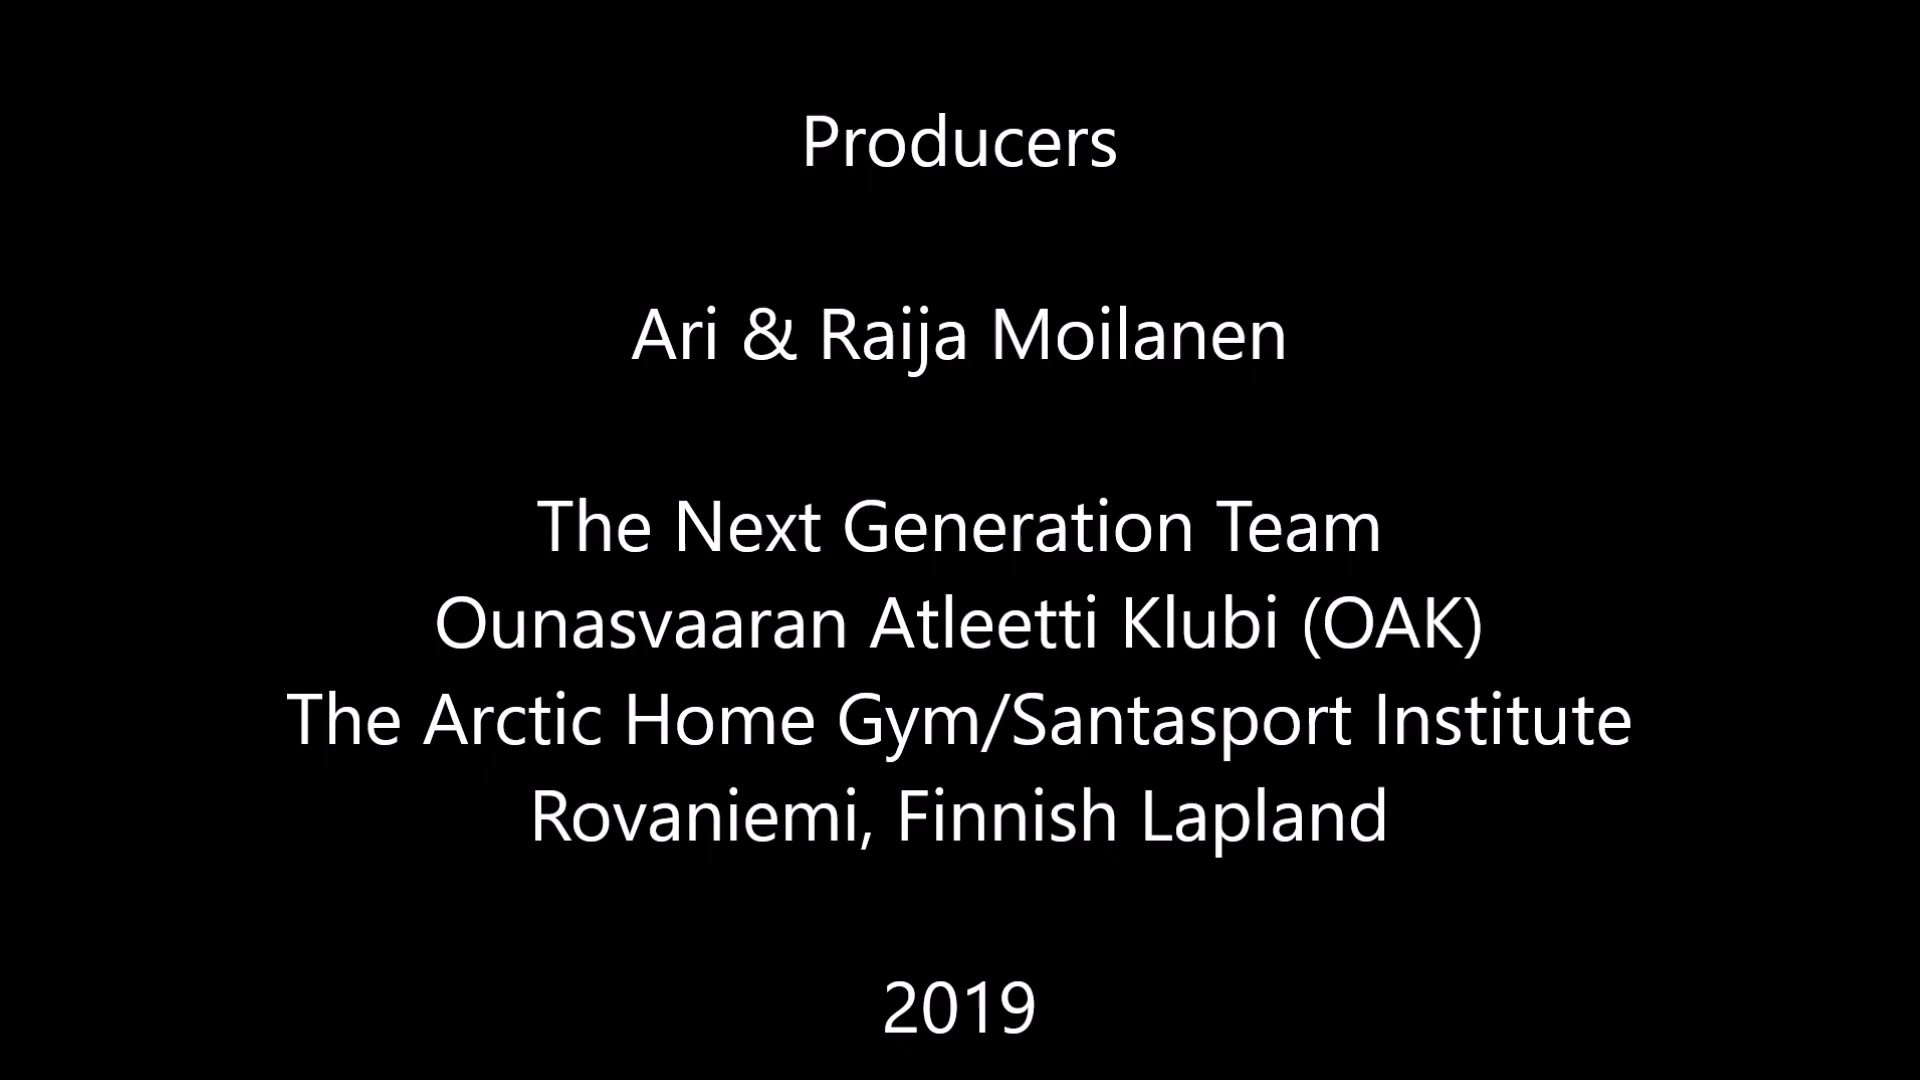 Producers
Ari & Raija Moilanen
The Next Generation Team
Ounasvaaran Atleetti Klubi (OAK)
The Arctic Home Gym/Santasport Institute
Rovaniemi, Finnish Lapland
2019